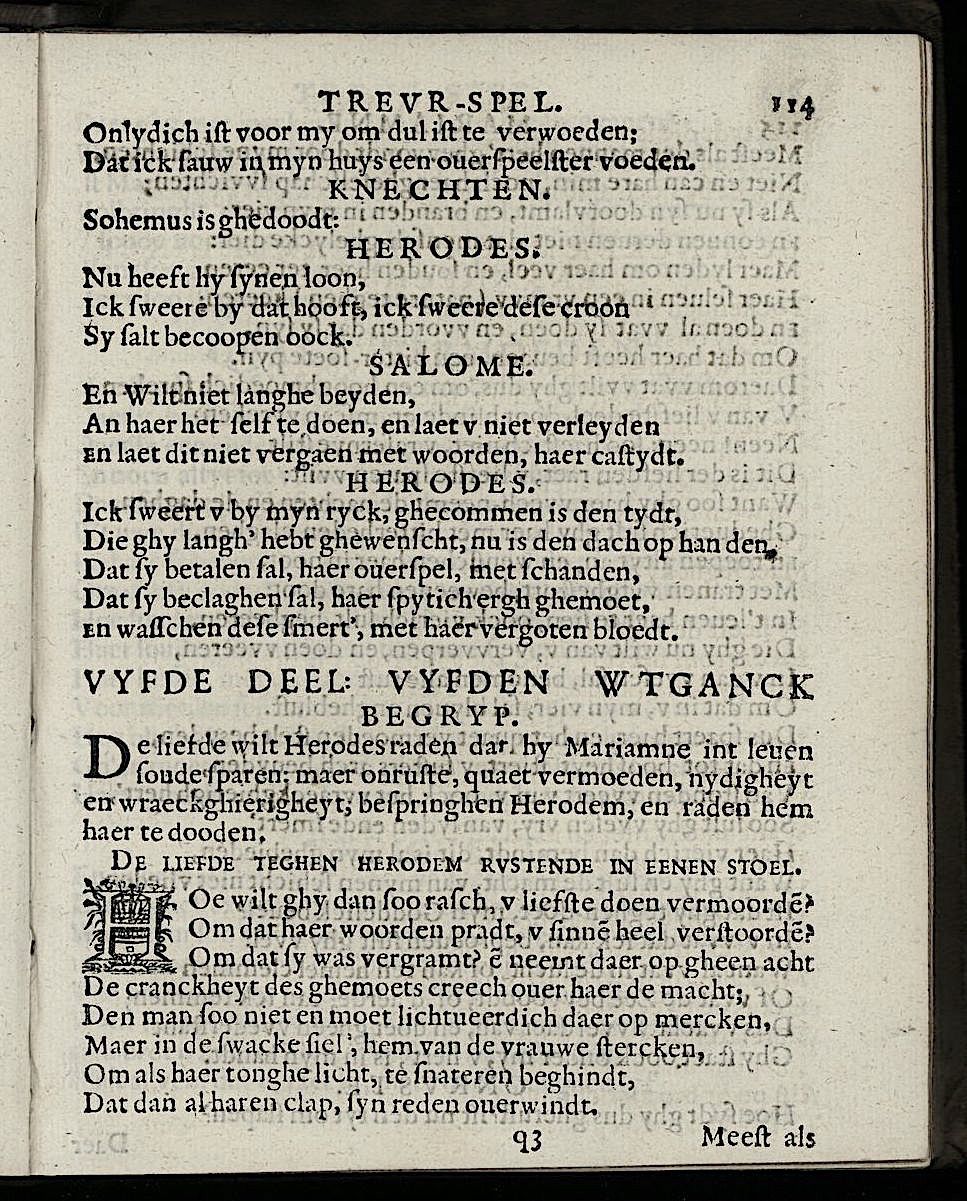 TREVR-SPEL. 114
Onlydich iſt voor my om dul iſt te verwoeden;
Dat ick ſauw in myn huys een ouerſpeelſter voeden.
KNECHTEN.
Sohemus is ghedoodt:
HERODES.
Nu heeft hy ſynen loon,
Ick ſweere by dat hooft, ick ſweere deſe croon
Sy ſalt becoopen oock.
SALOME.
En Wilt niet langhe beyden,
An haer het ſelf te doen, en laet v niet verleyden
En laet dit niet vergaen met woorden, haer caſtydt.
HERODES.
Ick ſweert v by myn ryck, ghecommen is den tydt,
Die ghy langh' hebt ghewenſcht, nu is den dach op han den,
Dat ſy betalen ſal, haer ouerſpel, met ſchanden,
Dat ſy beclaghen ſal, haer ſpytich ergh ghemoet,
En waſſchen deſe ſmert', met haer vergoten bloedt.
VYFDE DEEL: VYFDEN WTGANCK
BEGRYP.
De liefde wilt Herodes raden dat hy Mariamne int leuen
ſoude ſparen: maer onruſte, quaet vermoeden, nydigheyt
en wraeckghierigheyt, beſpringhen Herodem, en raden hem
haer te dooden.
DE LIEFDE TEGHEN HERODEM RVSTENDE IN EENEN STOEL.
Hoe wilt ghy dan ſoo raſch, v liefſte doen vermoordē?
Om dat haer woorden pradt, v ſinnē heel verſtoordē?
Om dat ſy was vergramt? ē neemt daer op gheen acht
De cranckheyt des ghemoets creech ouer haer de macht;
Den man ſoo niet en moet lichtueerdich daer op mercken,
Maer in de ſwacke ſiel', hem van de vrauwe ſtercken,
Om als haer tonghe licht, te ſnateren beghindt,
Dat dan al haren clap, ſyn reden ouerwindt.
q3 Meeſt als